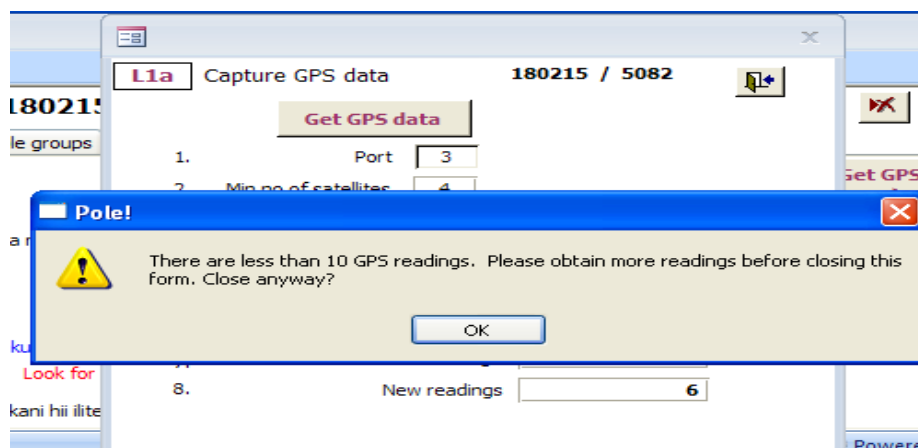 L1a Capture GPS data 180215 / 5082
180215
Get GPS data
le groups
1. Port 3
Get GPS
2. Min no of satellites 4
Pole!
a
There are less than 10 GPS readings. Please obtain more readings before closing this
form. Close anyway?
OK
ku
Look for
8. New readings 6
kani hii ilite
Powere